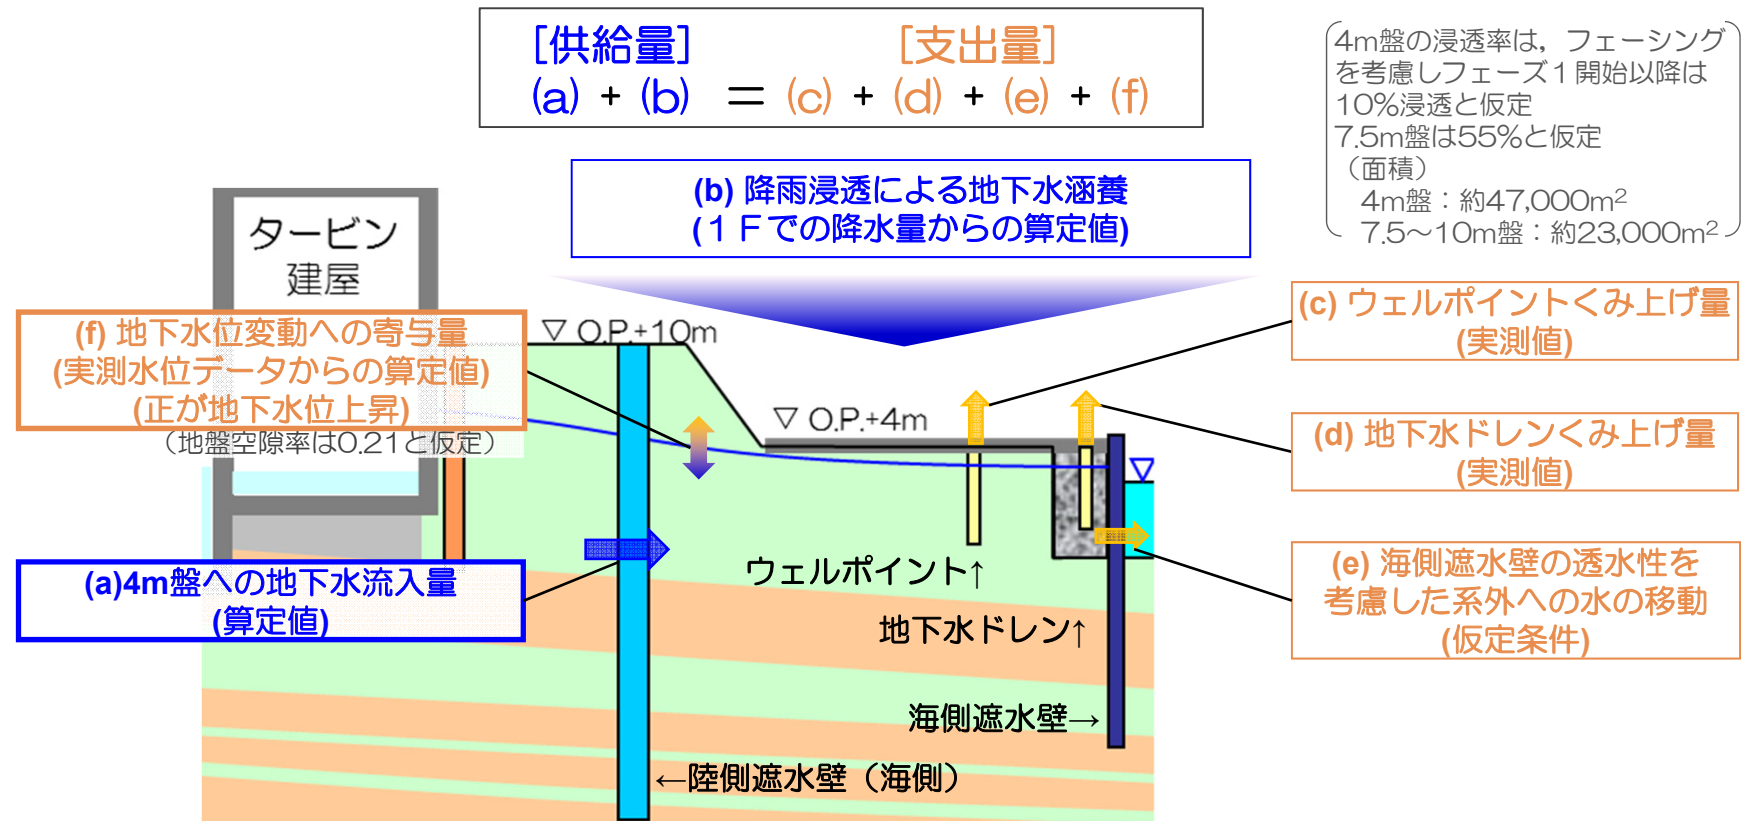 [供給量] [支出量]
(a) + (b) = (c) + (d) + (e) + (f)
4m盤の浸透率は，フェーシング
を考慮しフェーズ1開始以降は
10%浸透と仮定
7.5m盤は55%と仮定
（面積）
4m盤：約47,000m²
7.5～10m盤：約23,000m²
(b) 降雨浸透による地下水涵養
(１Ｆでの降水量からの算定値)
タービン
建屋
(f) 地下水位変動への寄与量
(実測水位データからの算定値)
(正が地下水位上昇)
（地盤空隙率は0.21と仮定）
▽ O.P.+10m
▽ O.P.+4m
(c) ウェルポイントくみ上げ量
(実測値)
(d) 地下水ドレンくみ上げ量
(実測値)
(a)4m盤への地下水流入量
(算定値)
(e) 海側遮水壁の透水性を
考慮した系外への水の移動
(仮定条件)
ウェルポイント↑
地下水ドレン↑
海側遮水壁→
←陸側遮水壁（海側）